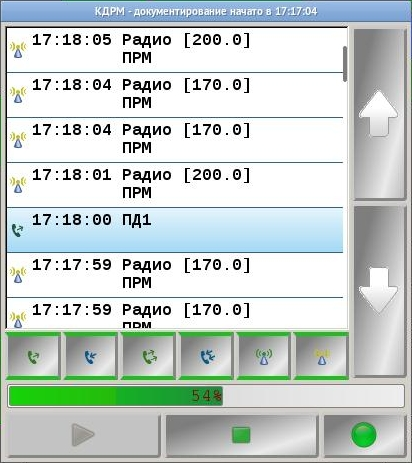 КДРМ - документирование начато в 17:17:04
17:18:05 Радио [200.0]
ПРМ
17:18:04 Радио [170.0]
ПРМ
17:18:04 Радио [170.0]
ПРМ
17:18:01 Радио [200.0]
ПРМ
17:18:00 ПД1
17:17:59 Радио [170.0]
ПРМ
17:17:59 Радио [170.0]
ПРМ
54%